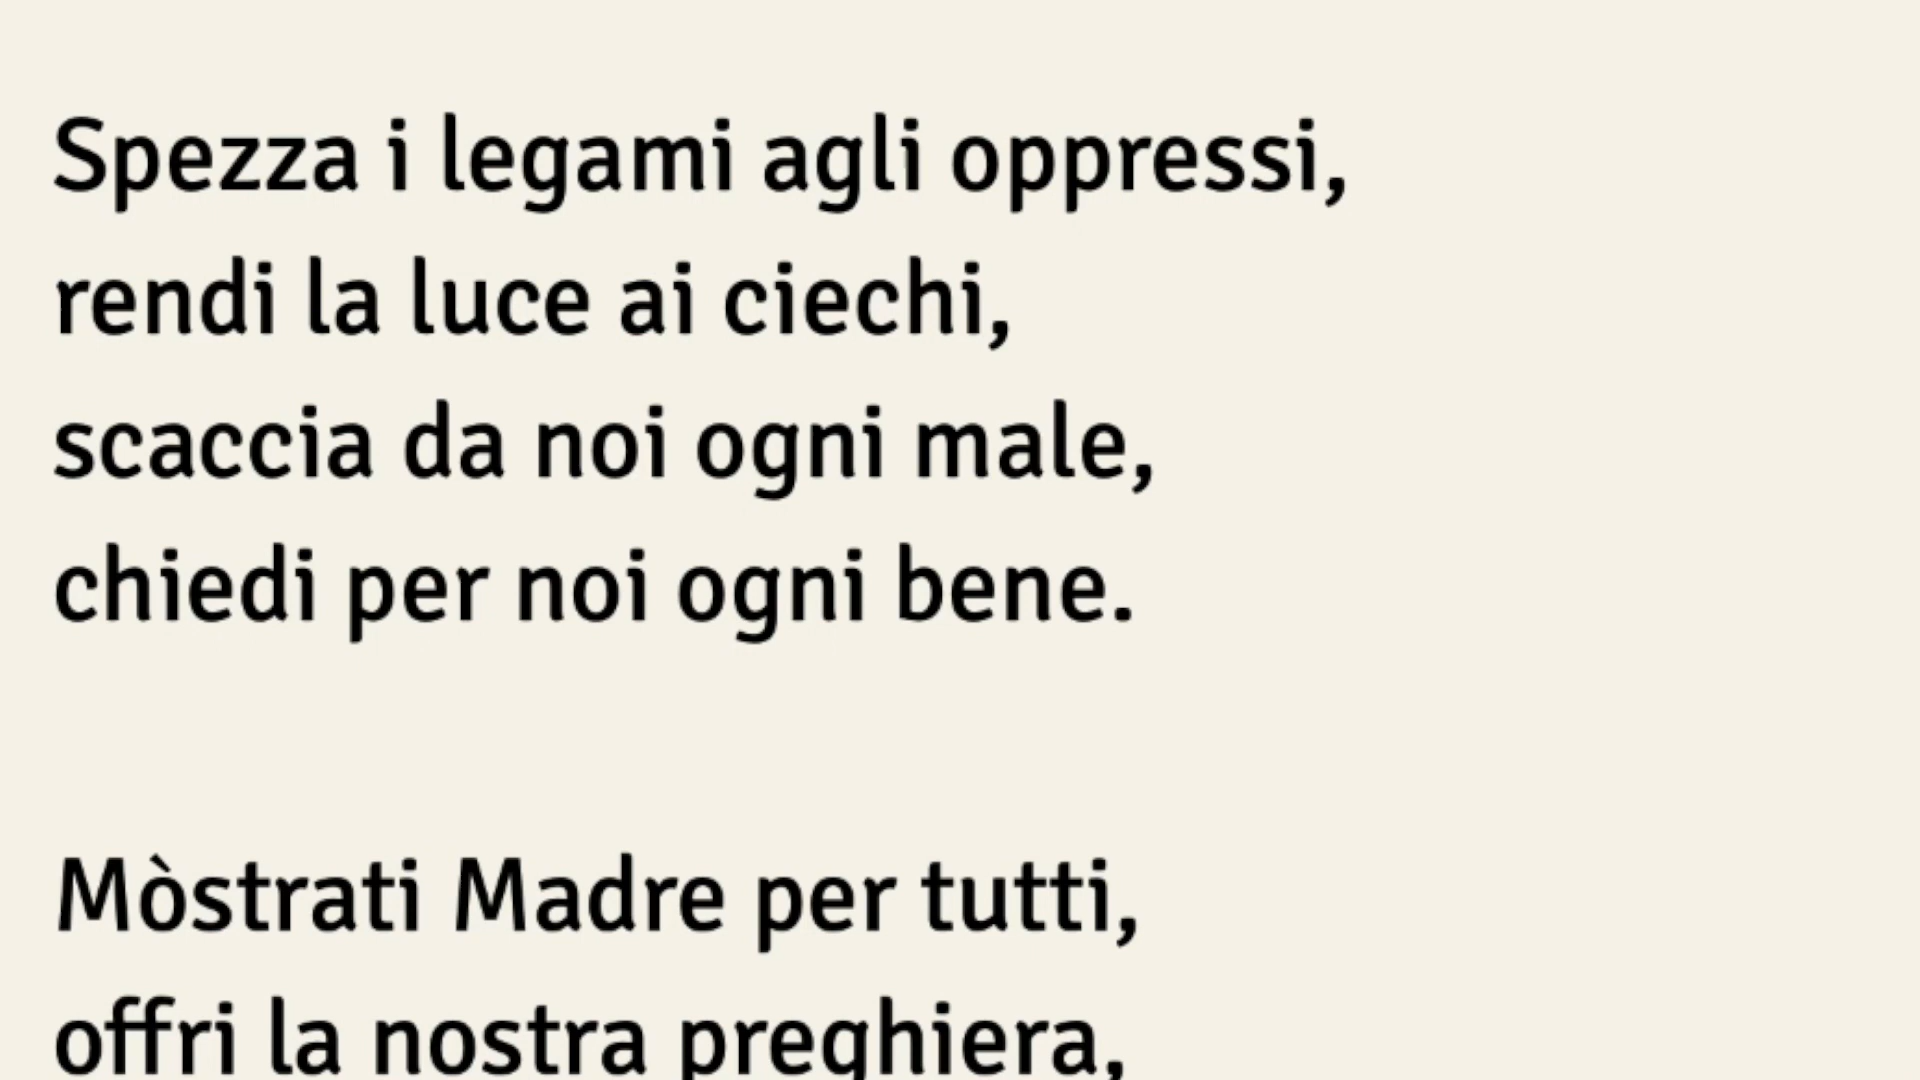 Spezza i legami agli oppressi,
rendi la luce ai ciechi,
scaccia da noi ogni male,
chiedi per noi ogni bene.
Mòstrati Madre per tutti,
offri la nostra preghiera,